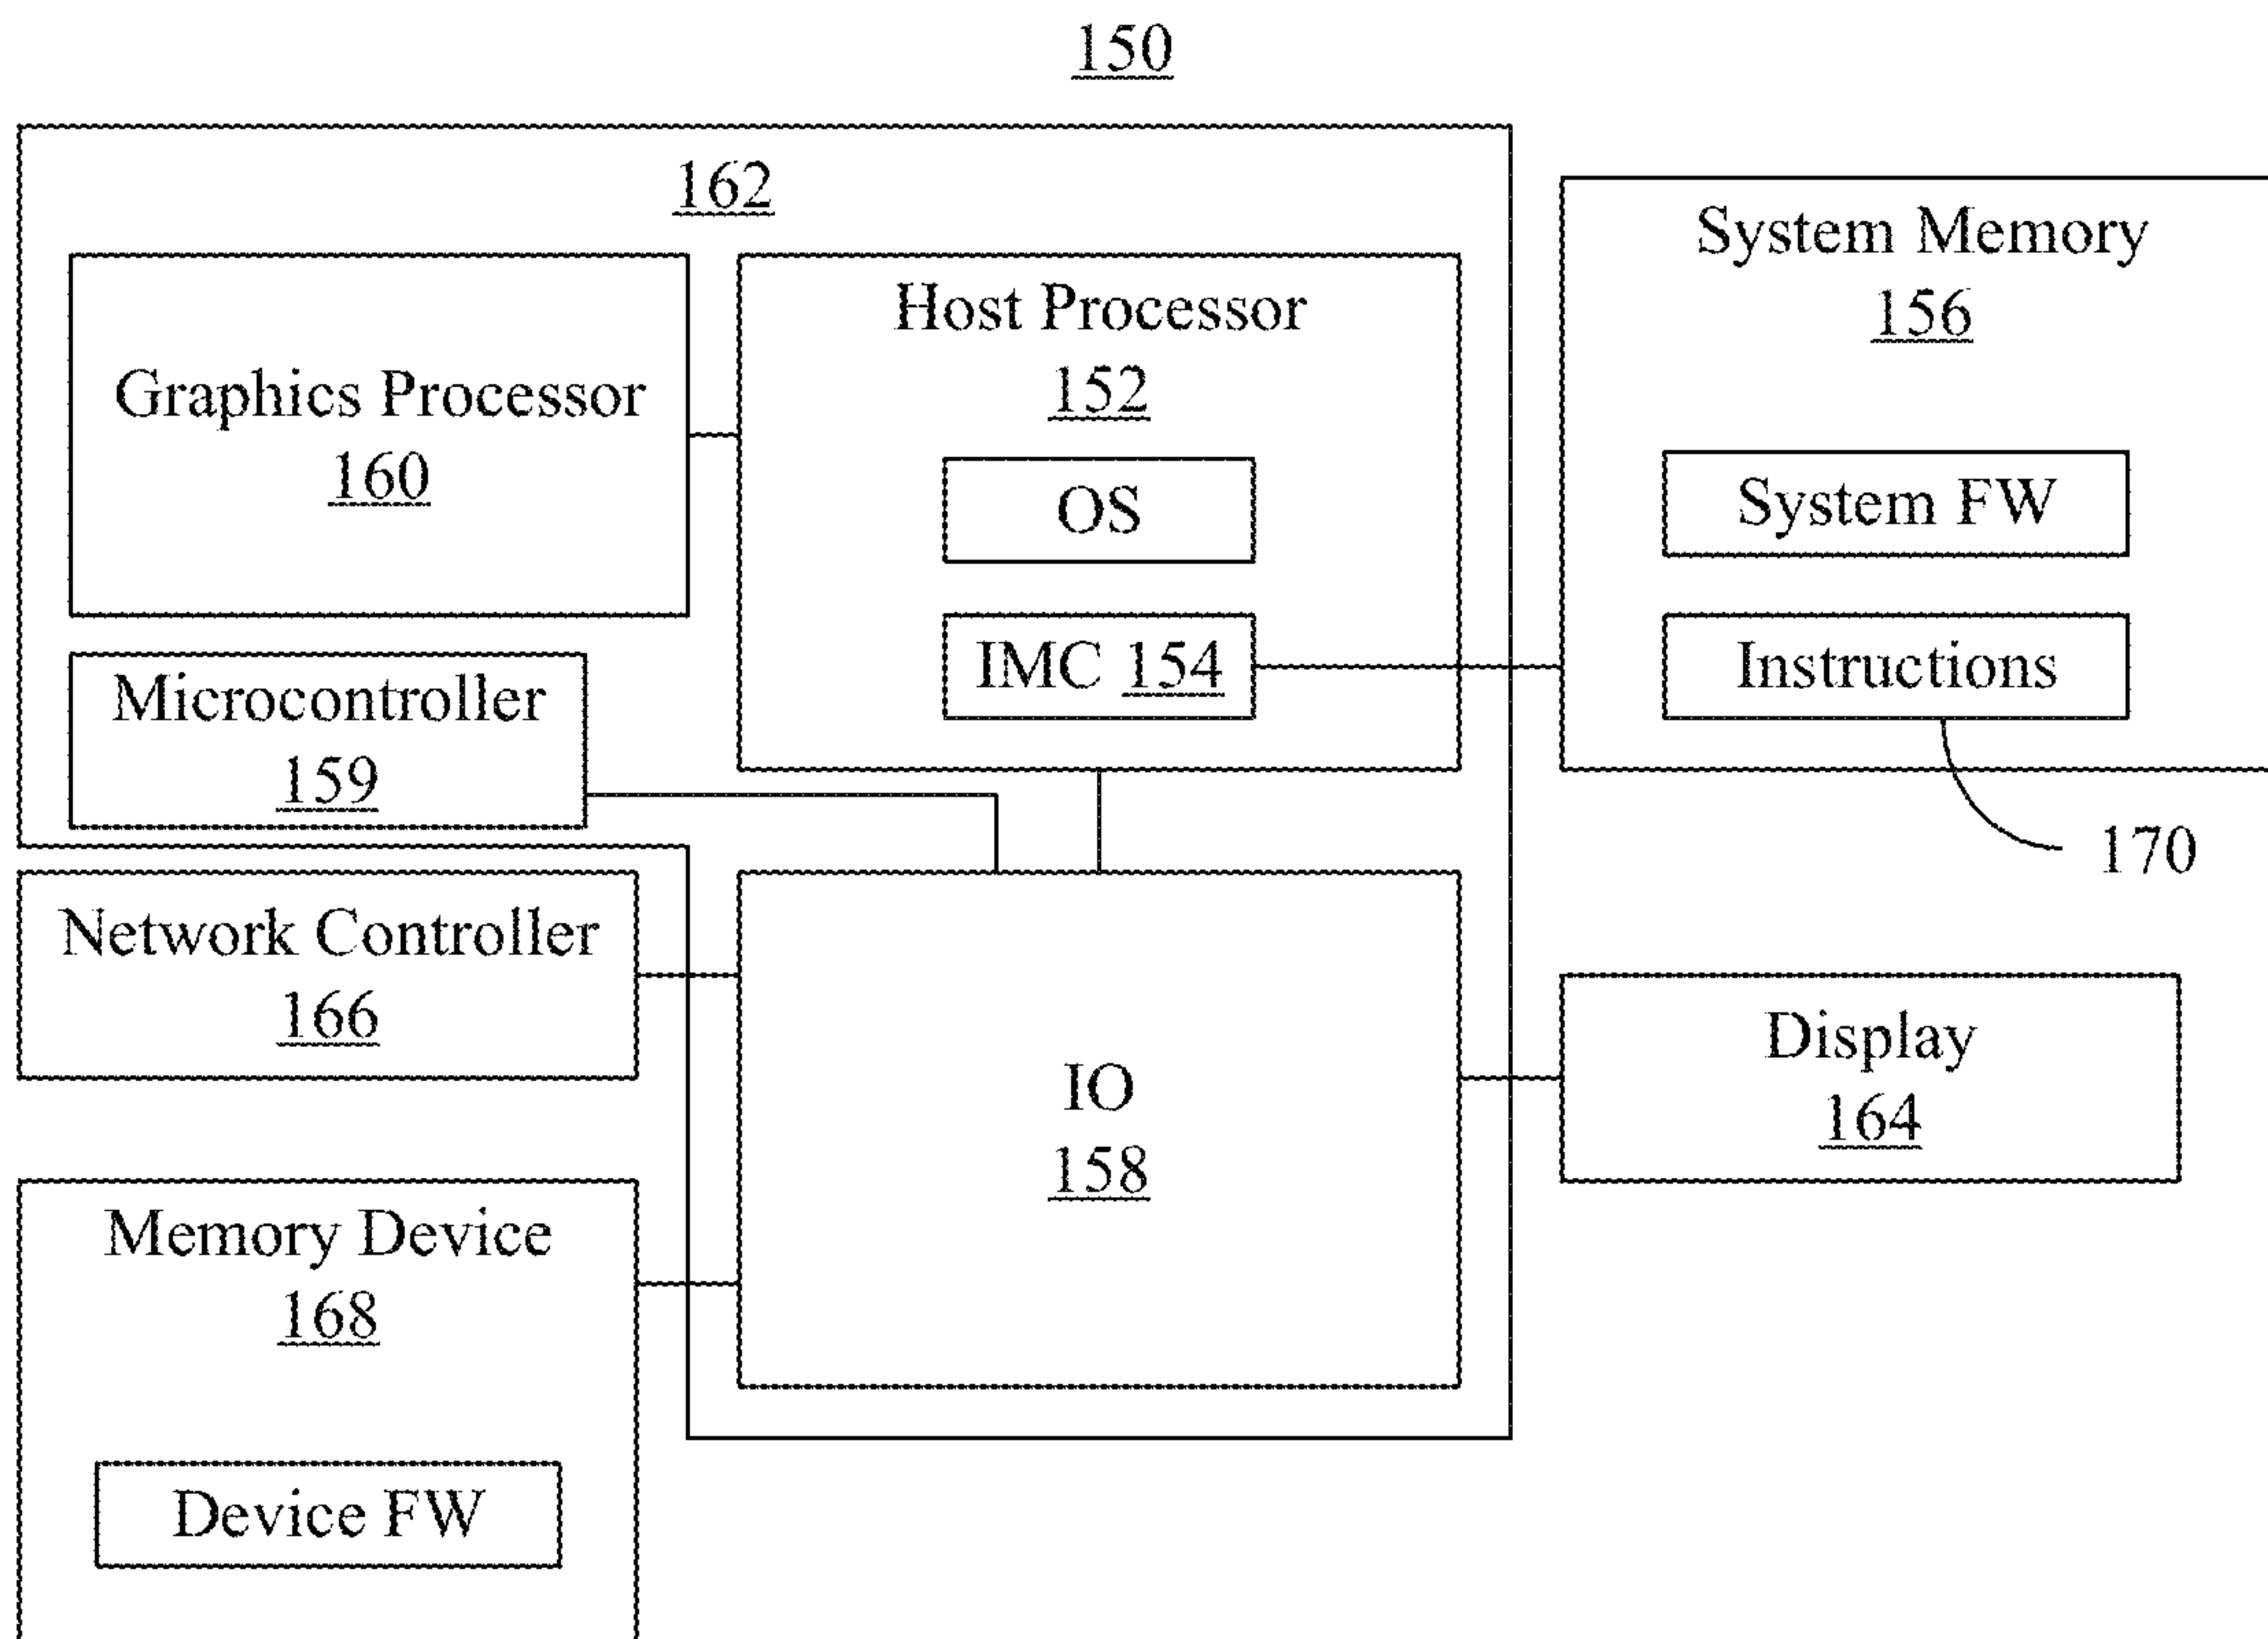 150
162
Graphics Processor
160
Host Processor
152
OS
IMC 154
System Memory
156
System FW
Instructions
170
Microcontroller
159
Network Controller
166
IO
158
Display
164
Memory Device
168
Device FW